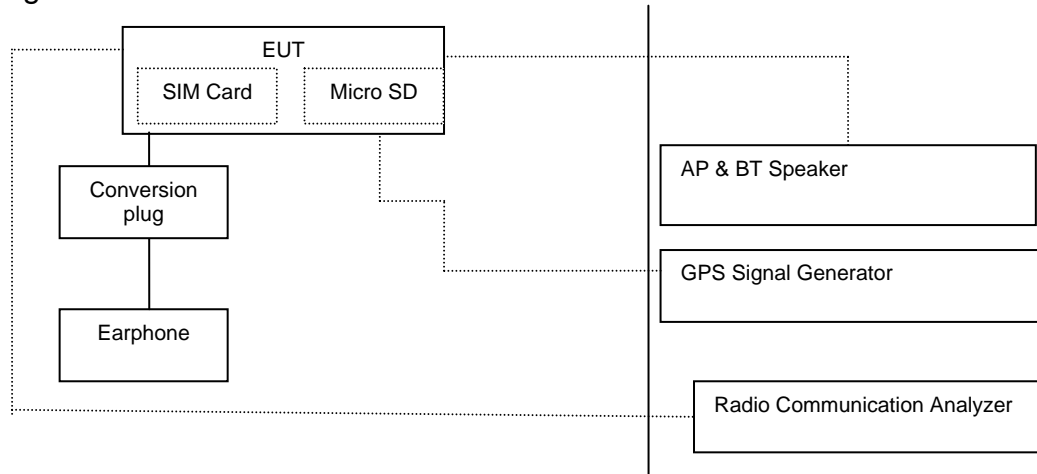 EUT
SIM Card
Micro SD
Conversion
plug
Earphone
AP & BT Speaker
GPS Signal Generator
Radio Communication Analyzer